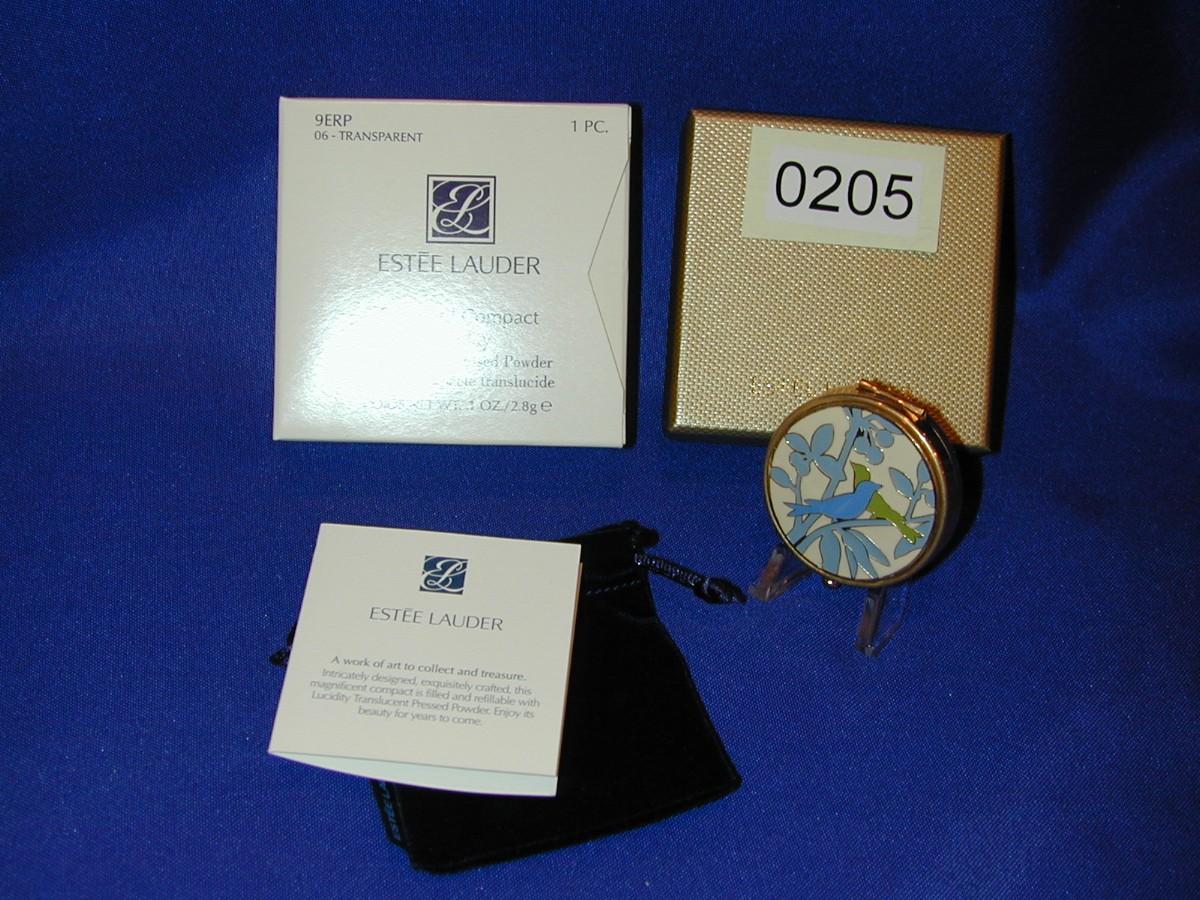 9ERP
06 - TRANSPARENT
1 PC.
ESTĒE LAUDER
Compact
Powder
translucide
WT. .1 OZ./2.8g e
0205
ESTĒE LAUDER
A work of art to collect and treasure.
Intricately designed, exquisitely crafted, this
magnificent compact is filled and refillable with
Lucidity Translucent Pressed Powder. Enjoy its
beauty for years to come.